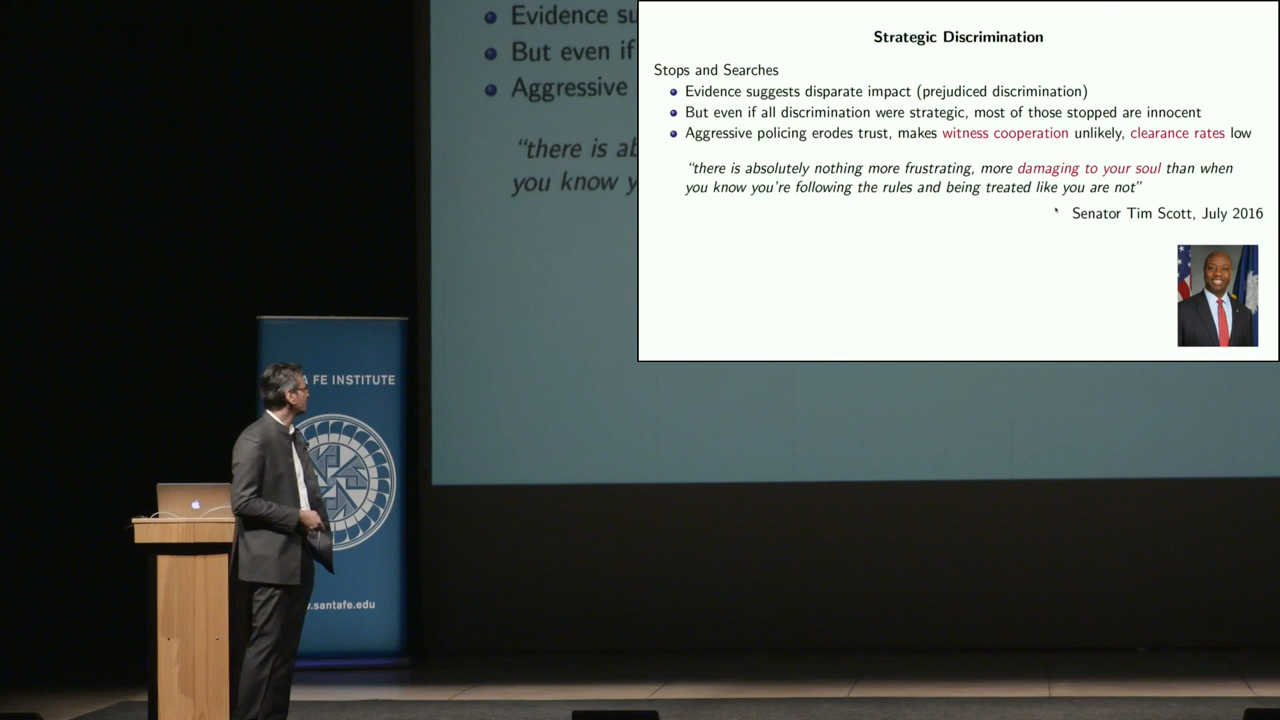 Evidence su
But even if
Aggressive
“there is ab
you know y
Strategic Discrimination
Stops and Searches
Evidence suggests disparate impact (prejudiced discrimination)
But even if all discrimination were strategic, most of those stopped are innocent
Aggressive policing erodes trust, makes witness cooperation unlikely, clearance rates low
“there is absolutely nothing more frustrating, more damaging to your soul than when
you know you’re following the rules and being treated like you are not”
Senator Tim Scott, July 2016
A FE INSTITUTE
w.santafe.edu